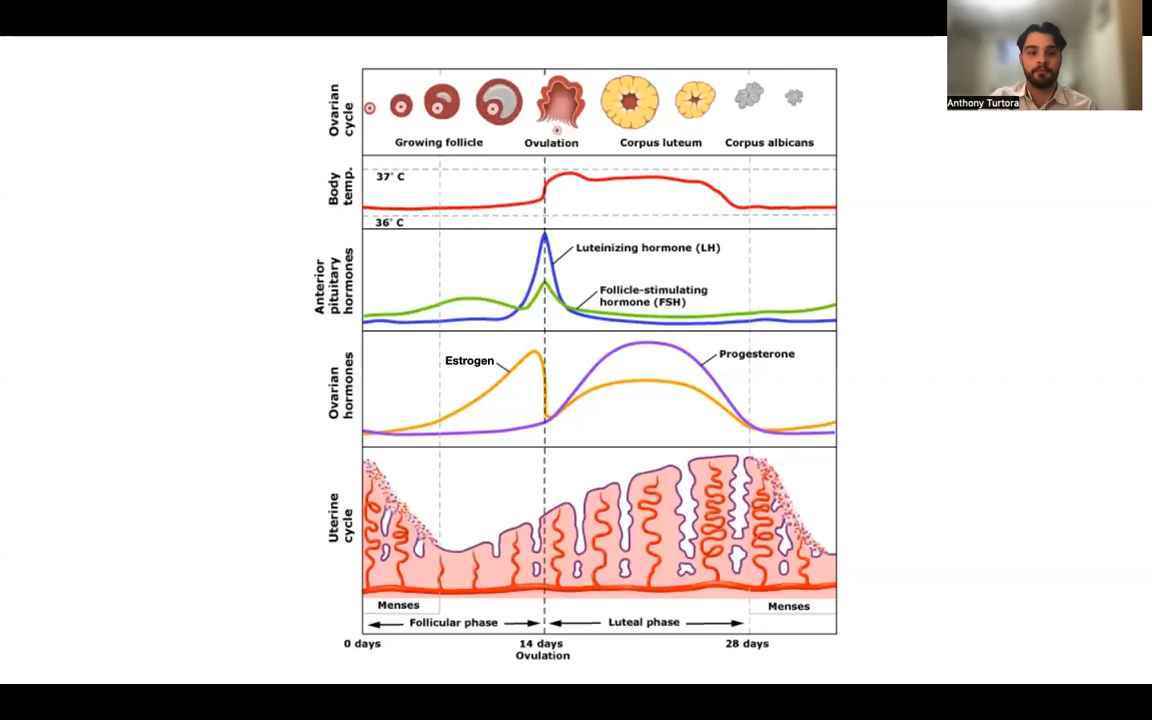 Anthony Turtora
Ovarian
cycle
Growing follicle
Ovulation
Corpus luteum
Corpus albicans
Body
temp.
37° C
36° C
Anterior
pituitary
hormones
Luteinizing hormone (LH)
Follicle-stimulating
hormone (FSH)
Ovarian
hormones
Estrogen
Progesterone
Uterine
cycle
Menses
Menses
Follicular phase
Luteal phase
0 days
14 days
Ovulation
28 days